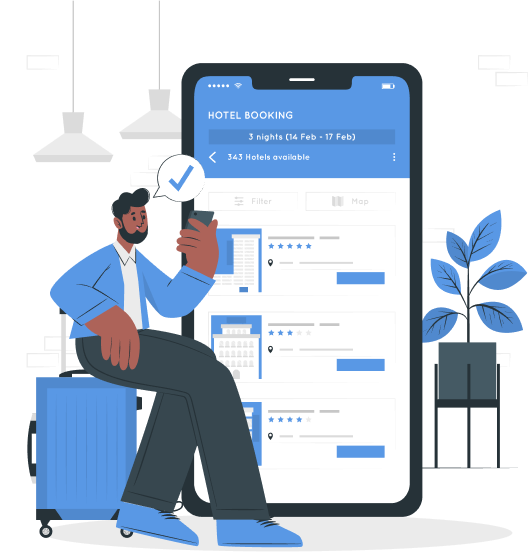 HOTEL BOOKING
3 nights (14 Feb - 17 Feb)
343 Hotels available
Filter
Map